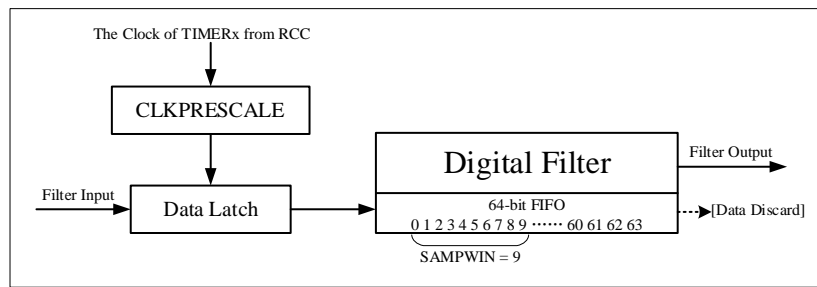 The Clock of TIMERx from RCC
CLKPRESCALE
Filter Input
Data Latch
Digital Filter
64-bit FIFO
0 1 2 3 4 5 6 7 8 9 ······ 60 61 62 63
SAMPWIN = 9
Filter Output
[Data Discard]